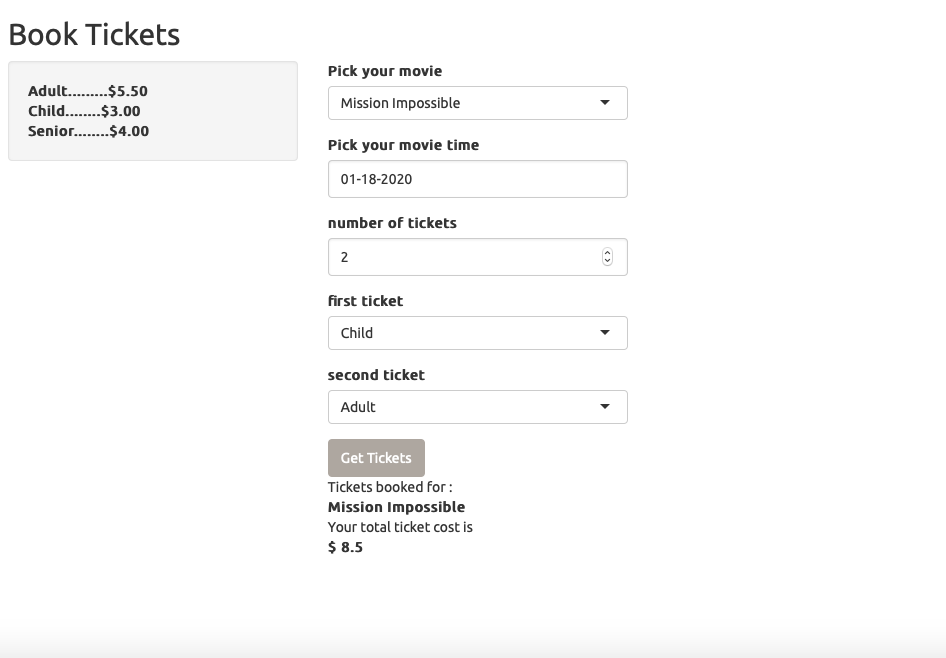 Book Tickets
Adult.........$5.50
Child........$3.00
Senior........$4.00
Pick your movie
Mission Impossible
Pick your movie time
01-18-2020
number of tickets
2
first ticket
Child
second ticket
Adult
Get Tickets
Tickets booked for :
Mission Impossible
Your total ticket cost is
$ 8.5